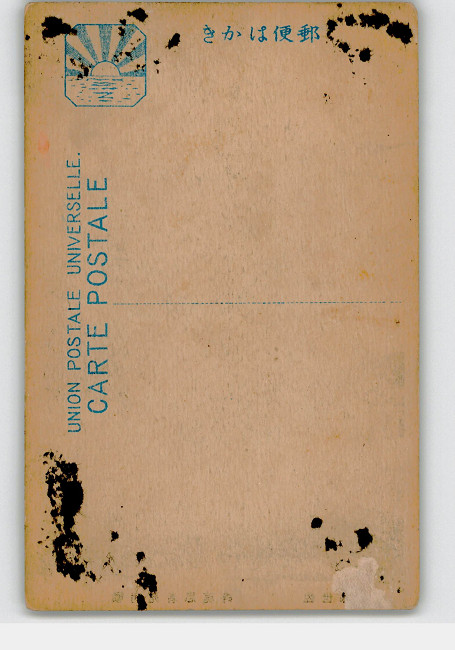 きかは便郵
UNION POSTALE UNIVERSELLE.
CARTE POSTALE